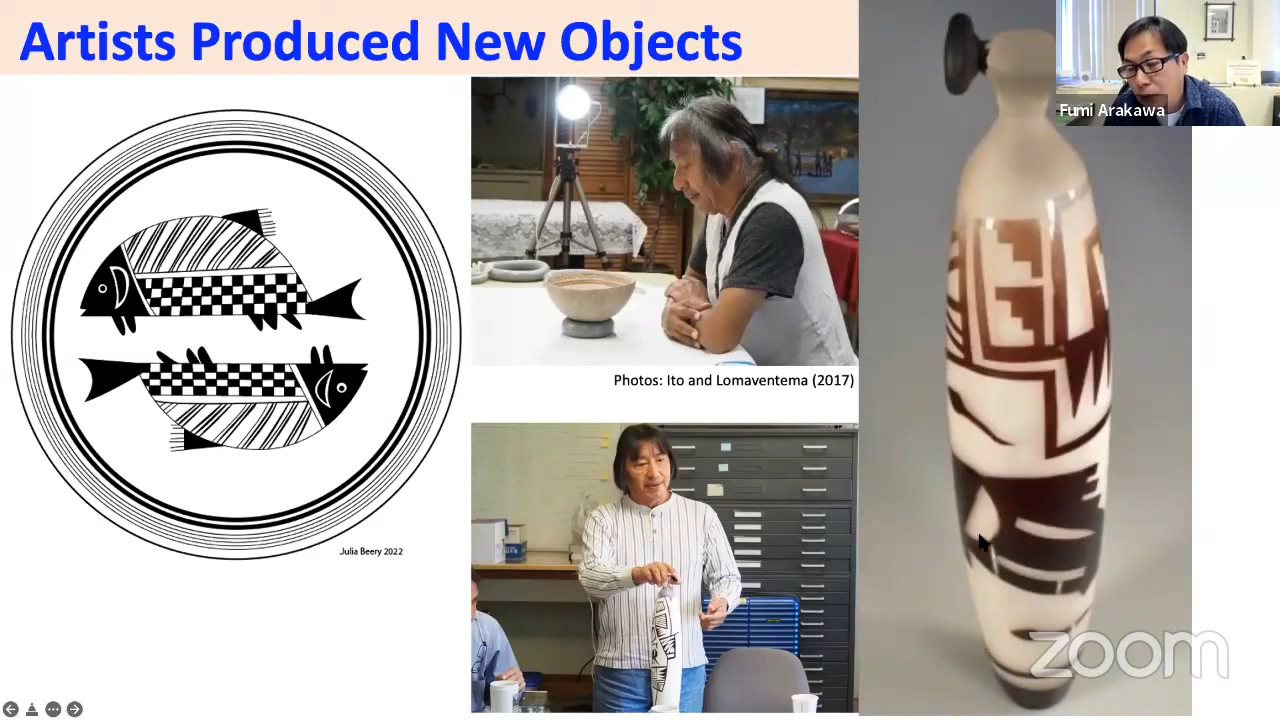 Artists Produced New Objects
Fumi Arakawa
Photos: Ito and Lomaventema (2017)
Julia Beery 2022
zoom